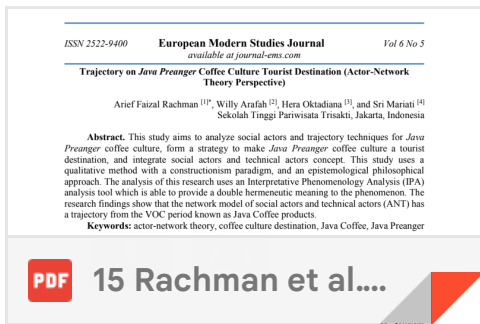 ISSN 2522-9400 European Modern Studies Journal Vol 6 No 5
available at journal-ems.com
Trajectory on Java Preanger Coffee Culture Tourist Destination (Actor-Network
Theory Perspective)
Arief Faizal Rachman [1]*, Willy Arafah [2], Hera Oktadiana [3], and Sri Mariati [4]
Sekolah Tinggi Pariwisata Trisakti, Jakarta, Indonesia
Abstract. This study aims to analyze social actors and trajectory techniques for Java
Preanger coffee culture, form a strategy to make Java Preanger coffee culture a tourist
destination, and integrate social actors and technical actors concept. This study uses a
qualitative method with a constructionism paradigm, and an epistemological philosophical
approach. The analysis of this research uses an Interpretative Phenomenology Analysis (IPA)
analysis tool which is able to provide a double hermeneutic meaning to the phenomenon. The
research findings show that the network model of social actors and technical actors (ANT) has
a trajectory from the VOC period known as Java Coffee products.
Keywords: actor-network theory, coffee culture destination, Java Coffee, Java Preanger
PDF 15 Rachman et al....